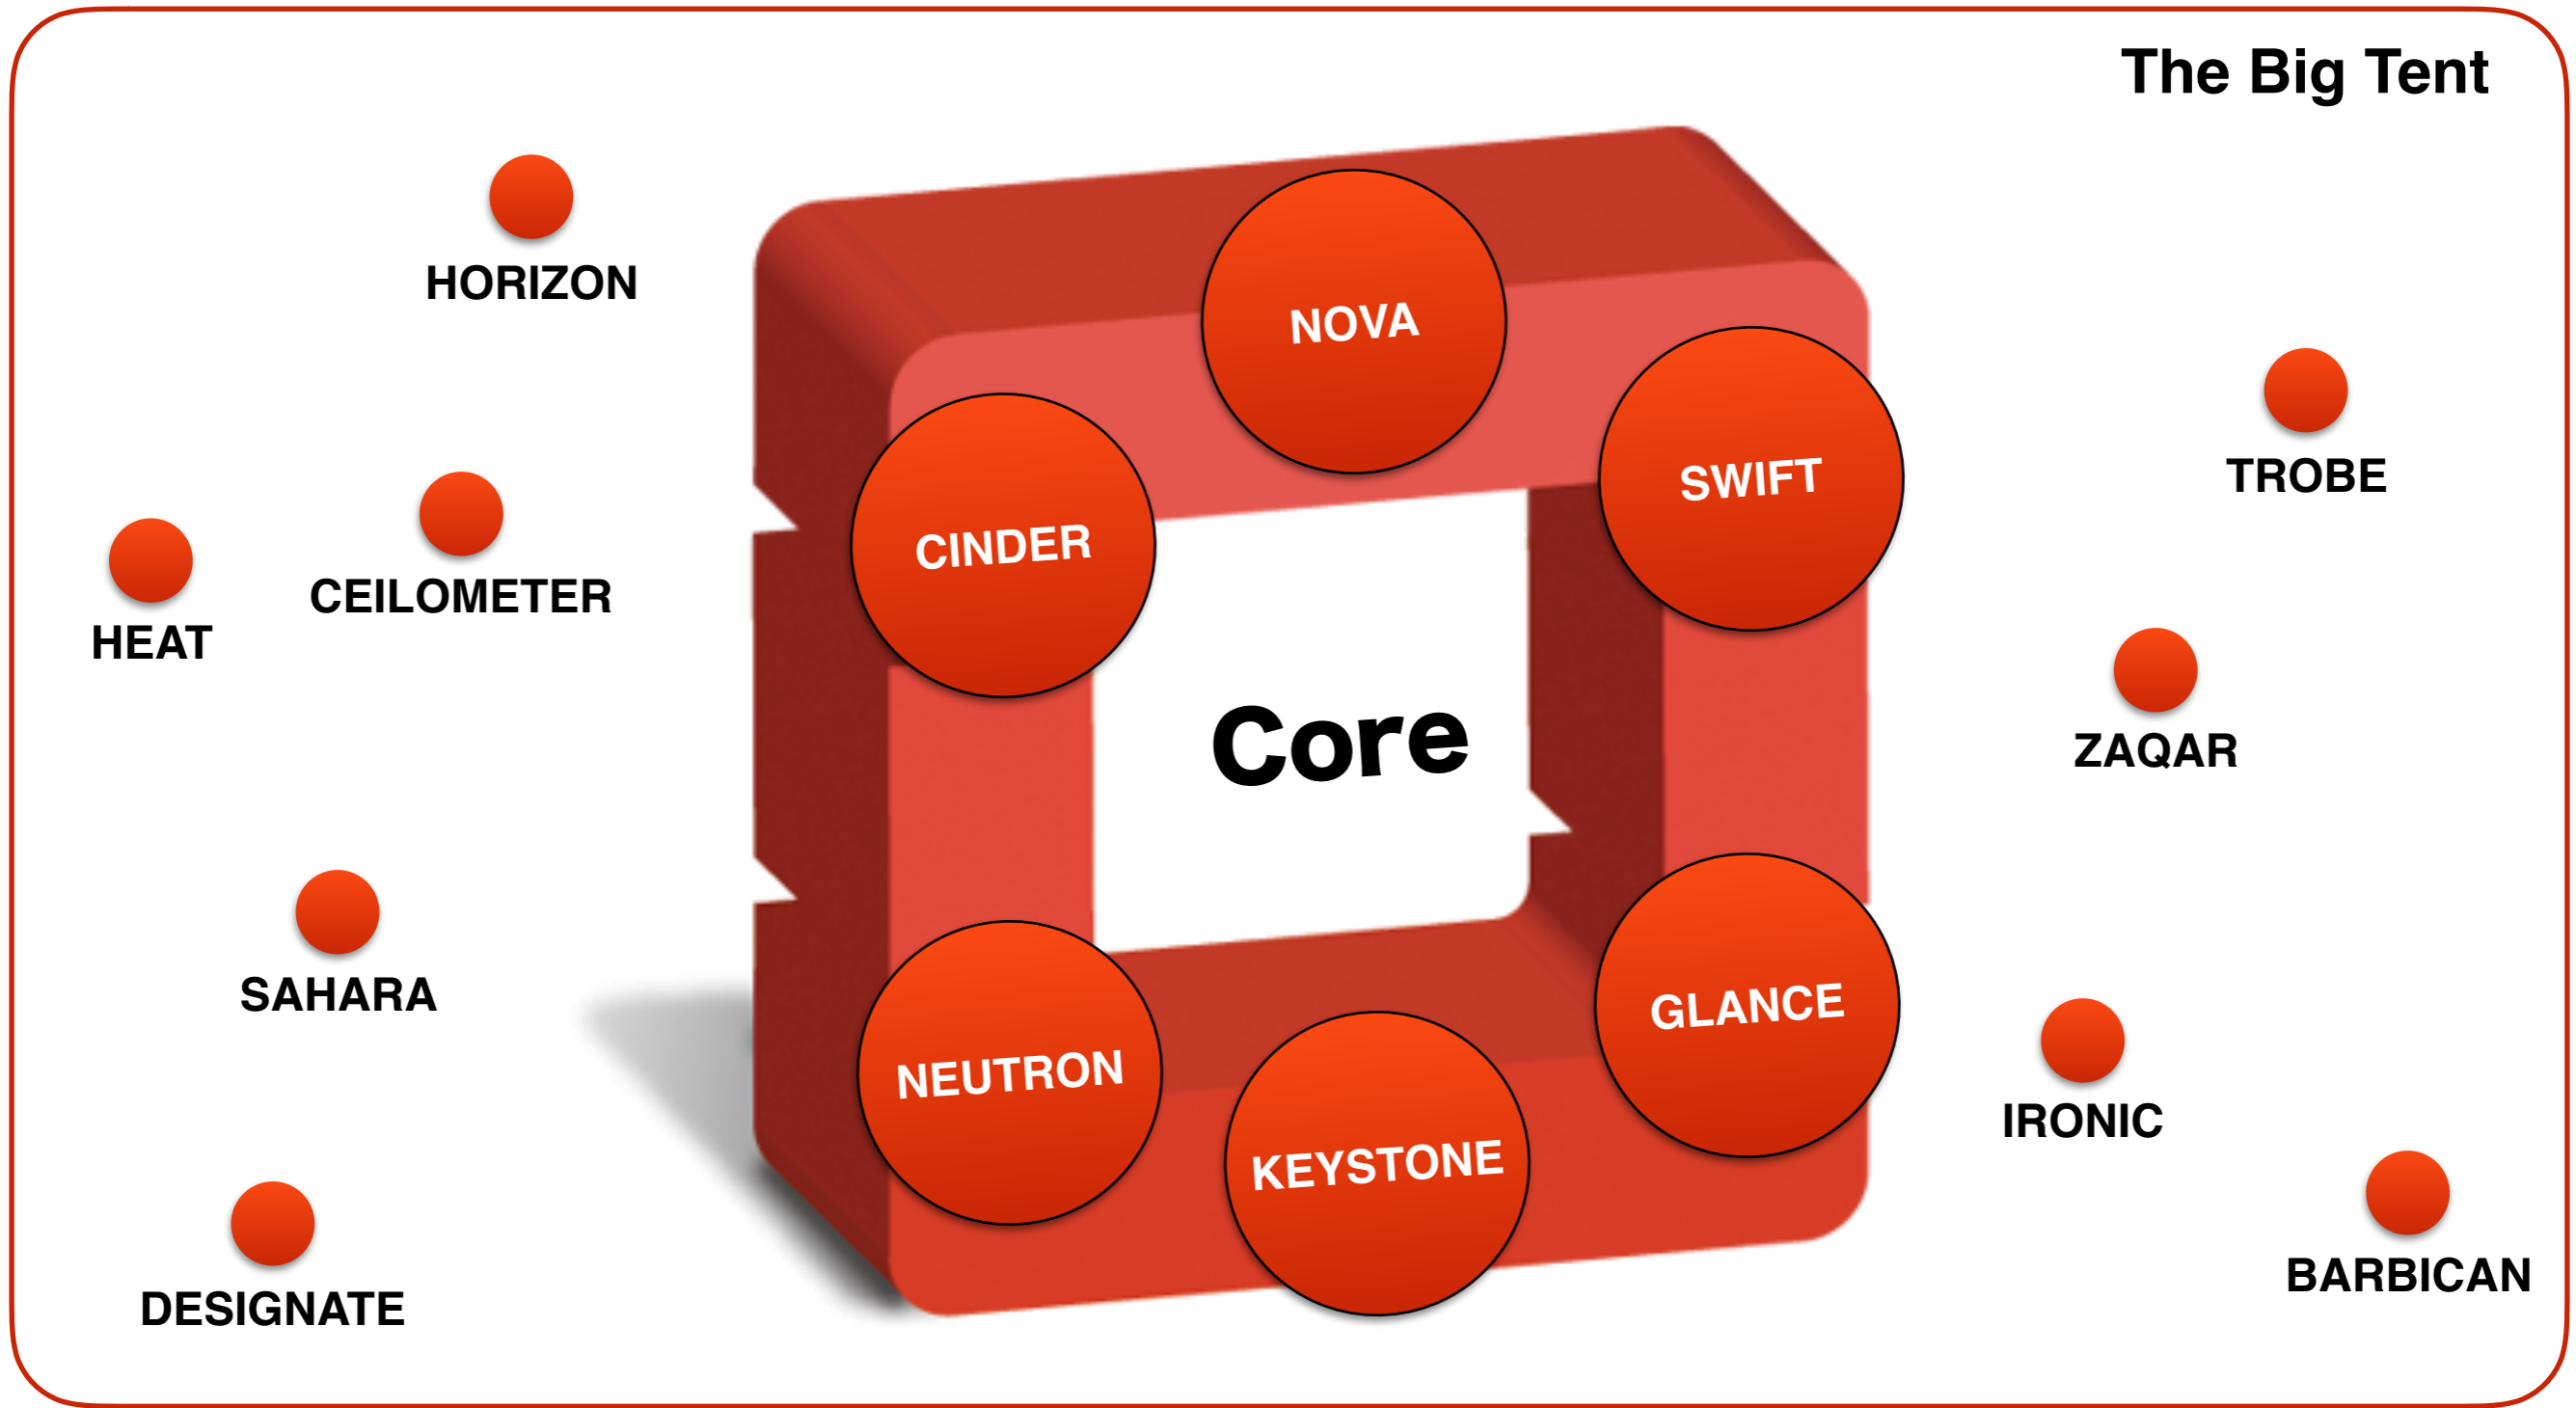 The Big Tent
HORIZON
NOVA
TROBE
SWIFT
CINDER
CEILOMETER
HEAT
Core
ZAQAR
SAHARA
GLANCE
NEUTRON
IRONIC
KEYSTONE
BARBICAN
DESIGNATE